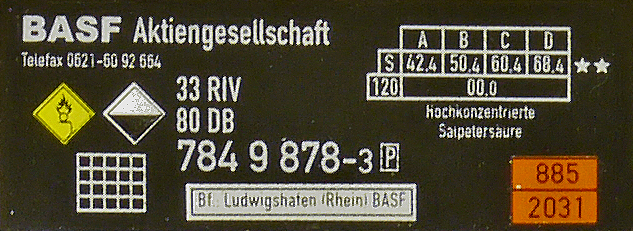 BASF Aktiengesellschaft
Telefax 0621-60 92 664
A B C D
S 42,4 50,4 60,4 68,4 ★★
120 00,0
Hochkonzentrierte
Salpetersäure
33 RIV
80 DB
784 9 878-3 P
Bf. Ludwigshafen (Rhein) BASF
885
2031